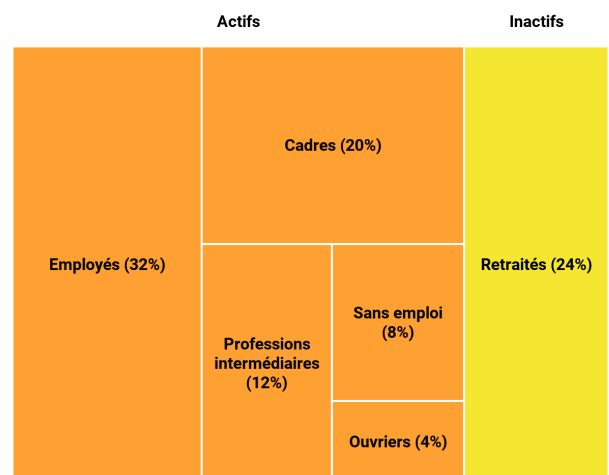 Actifs
Inactifs
Employés (32%)
Cadres (20%)
Professions
intermédiaires
(12%)
Sans emploi
(8%)
Ouvriers (4%)
Retraités (24%)